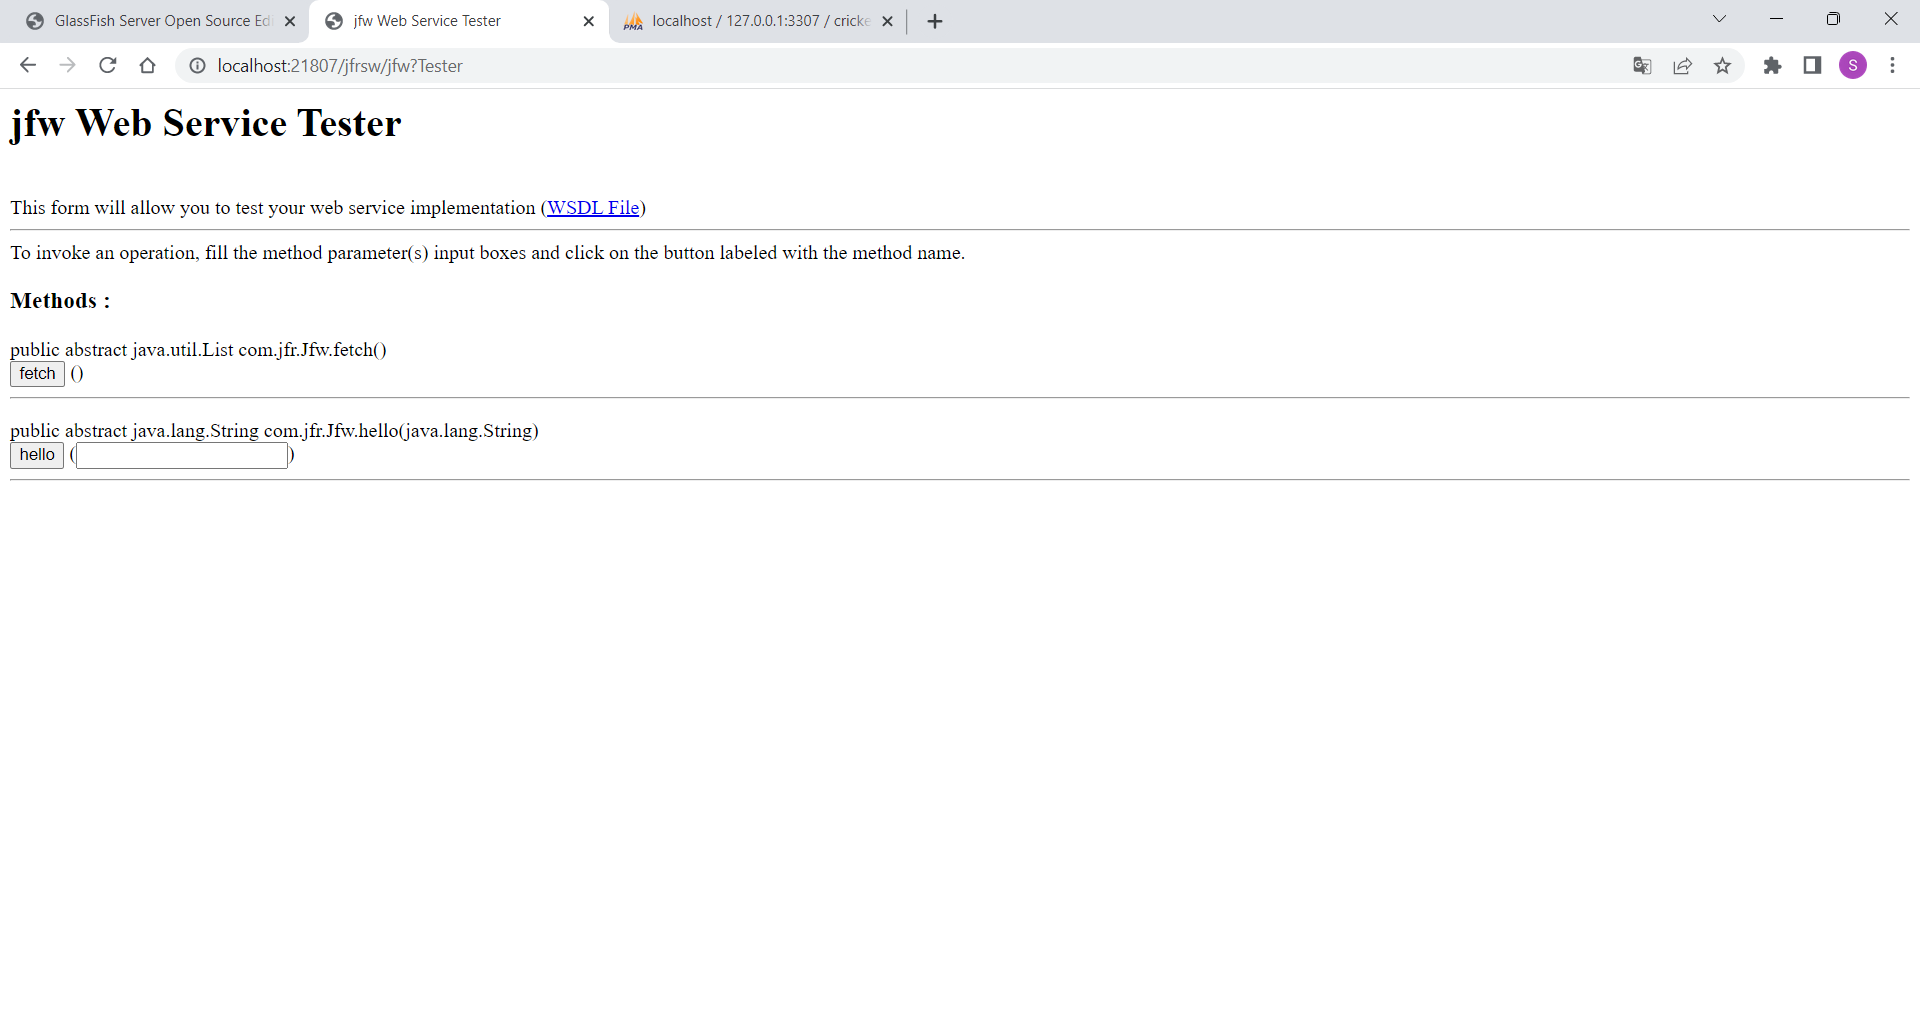 GlassFish Server Open Source Edi
jfw Web Service Tester
PMA
localhost / 127.0.0.1:3307 / cricke
localhost:21807/jfrsw/jfw?Tester
S
jfw Web Service Tester
This form will allow you to test your web service implementation (WSDL File)
To invoke an operation, fill the method parameter(s) input boxes and click on the button labeled with the method name.
Methods :
public abstract java.util.List com.jfr.Jfw.fetch()
fetch ()
public abstract java.lang.String com.jfr.Jfw.hello(java.lang.String)
hello ( )